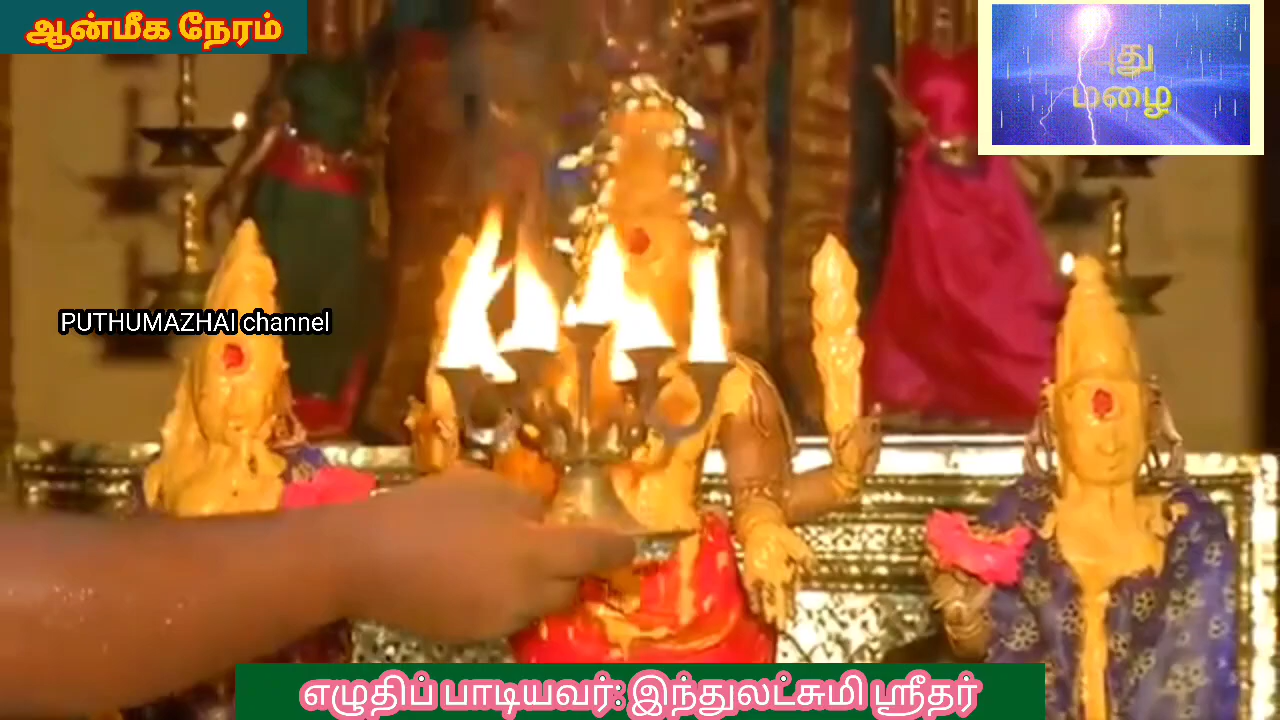 ஆன்மீக நேரம்
புது
மழை
PUTHUMAZHAI channel
எழுதிப் பாடியவர்: இந்துலட்சுமி ஸ்ரீதர்